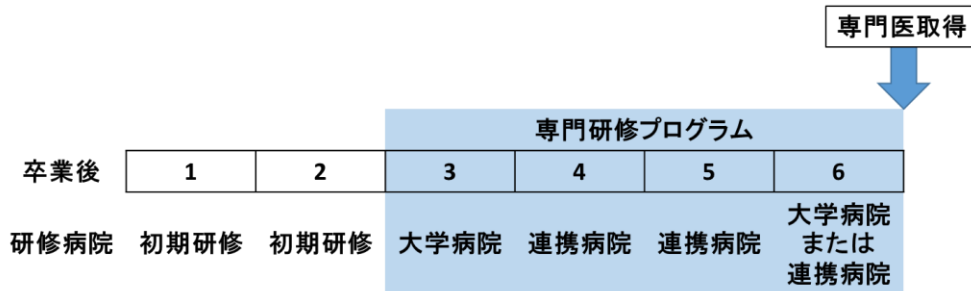 専門医取得
専門研修プログラム
卒業後 1 2 3 4 5 6
研修病院 初期研修 初期研修 大学病院 連携病院 連携病院 大学病院
または
連携病院